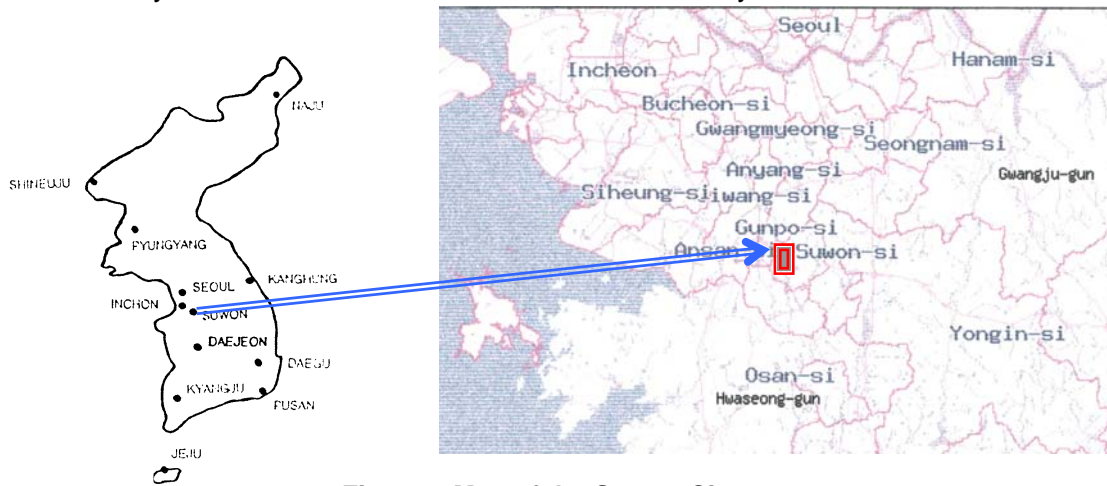 Seoul
Hanam-si
Incheon
Bucheon-si
Gwangmyeong-si
Seongnam-si
Anyang-si
Gwangju-gun
Siheung-si
iwang-si
Gunpo-si
Ansan-si
Suwon-si
Yongin-si
Osan-si
Hwaseong-gun
NAJU
SHINEUJU
PYUNGYANG
KANGHUNG
SEOUL
INCHON
SUWON
DAEJEON
DAEGU
KYANGJU
PUSAN
JEJU